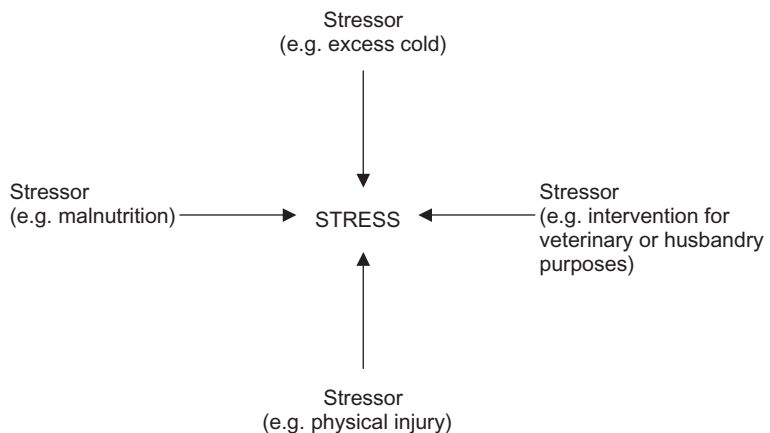 Stressor
(e.g. excess cold)
Stressor
(e.g. malnutrition)
STRESS
Stressor
(e.g. intervention for
veterinary or husbandry
purposes)
Stressor
(e.g. physical injury)